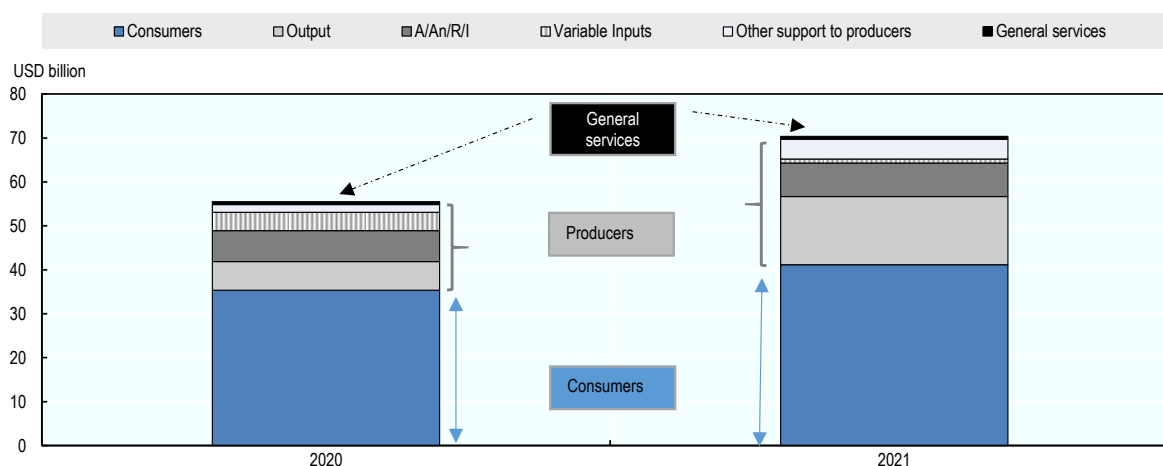 Consumers Output A/An/R/I Variable Inputs Other support to producers General services
USD billion
80
70
60
50
40
30
20
10
0
General
services
Producers
Consumers
2020 2021